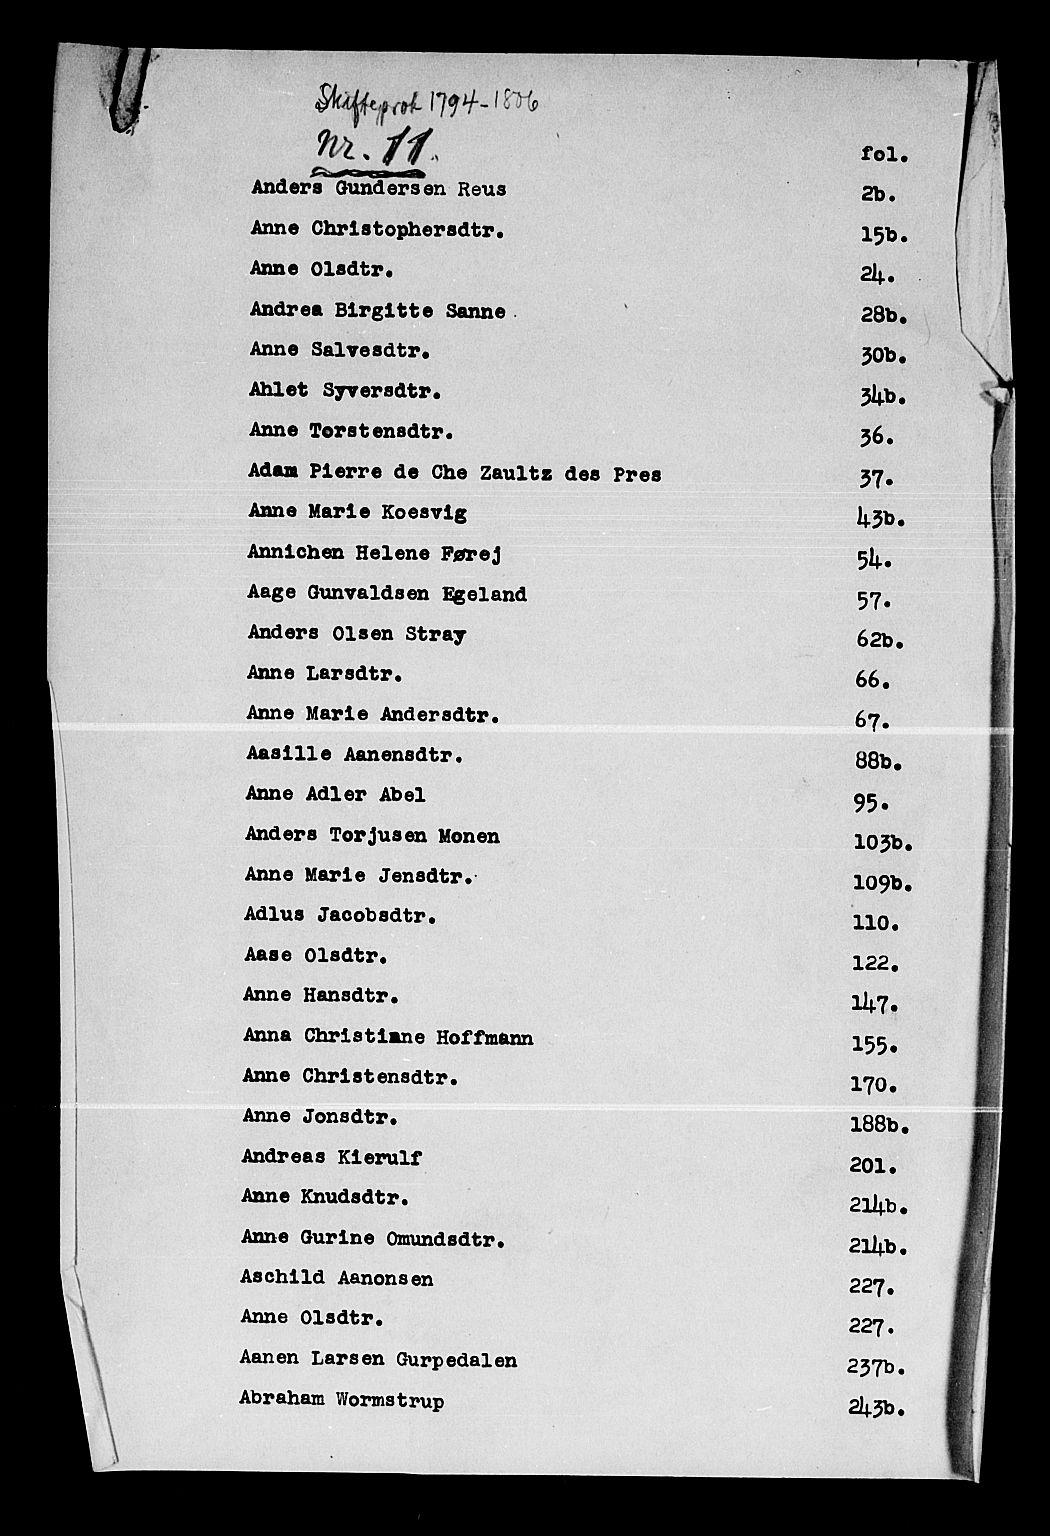 Skifteprot 1794-1806
Nr. 11.
fol.
Anders Gundersen Reus 2b.
Anne Christophersdtr. 15b.
Anne Olsdtr. 24.
Andrea Birgitte Sanne 28b.
Anne Salvesdtr. 30b.
Ahlet Syversdtr. 34b.
Anne Torstensdtr. 36.
Adam Pierre de Che Zaultz des Pres 37.
Anne Marie Koesvig 43b.
Annichen Helene Førej 54.
Aage Gunvaldsen Egeland 57.
Anders Olsen Stray 62b.
Anne Larsdtr. 66.
Anne Marie Andersdtr. 67.
Aasille Aanensdtr. 88b.
Anne Adler Abel 95.
Anders Torjusen Monen 103b.
Anne Marie Jensdtr. 109b.
Adlus Jacobsdtr. 110.
Aase Olsdtr. 122.
Anne Hansdtr. 147.
Anna Christiane Hoffmann 155.
Anne Christensdtr. 170.
Anne Jonsdtr. 188b.
Andreas Kierulf 201.
Anne Knudsdtr. 214b.
Anne Gurine Omundsdtr. 214b.
Aschild Aanonsen 227.
Anne Olsdtr. 227.
Aanen Larsen Gurpedalen 237b.
Abraham Wormstrup 243b.